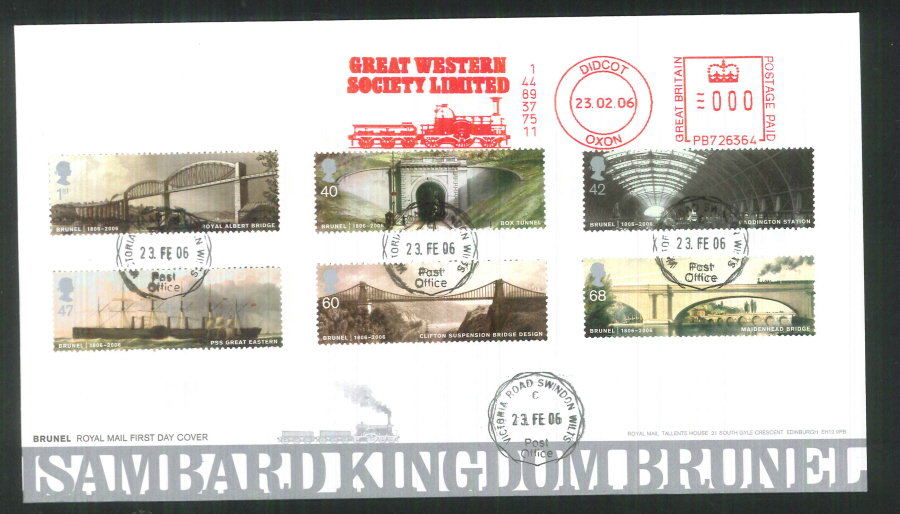 GREAT WESTERN
SOCIETY LIMITED
1
44
89
37
75
11
DIDCOT
23.02.06
OXON
GREAT BRITAIN
=000
POSTAGE PAID
PB726364
1st
ROYAL ALBERT BRIDGE
BRUNEL | 1806-2006
40
BRUNEL | 1806-2006
BOX TUNNEL
42
BRUNEL | 1806-2006
PADDINGTON STATION
23. FE 06
Post
Office
23. FE 06
WILTS
Post
Office
23. FE 06
WILTS
Post
Office
47
BRUNEL | 1806-2006
PSS GREAT EASTERN
60
BRUNEL | 1806-2006
CLIFTON SUSPENSION BRIDGE DESIGN
68
BRUNEL | 1806-2006
MAIDENHEAD BRIDGE
VICTORIA ROAD SWINDON WILTS
C
23. FE 06
Post
Office
BRUNEL ROYAL MAIL FIRST DAY COVER
ROYAL MAIL TALLENTS HOUSE 21 SOUTH GYLE CRESCENT EDINBURGH EH12 9PB
ISAMBARD KINGDOM BRUNEL